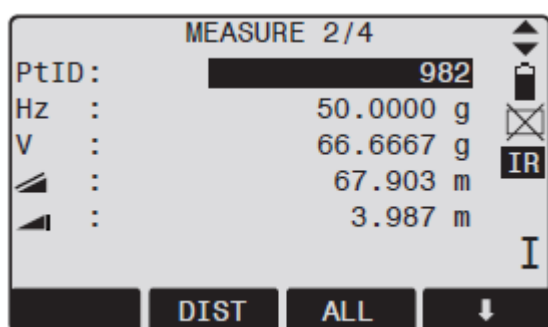 MEASURE 2/4
PtID: 982
Hz : 50.0000 g
V : 66.6667 g
: 67.903 m
: 3.987 m
IR
I
DIST ALL